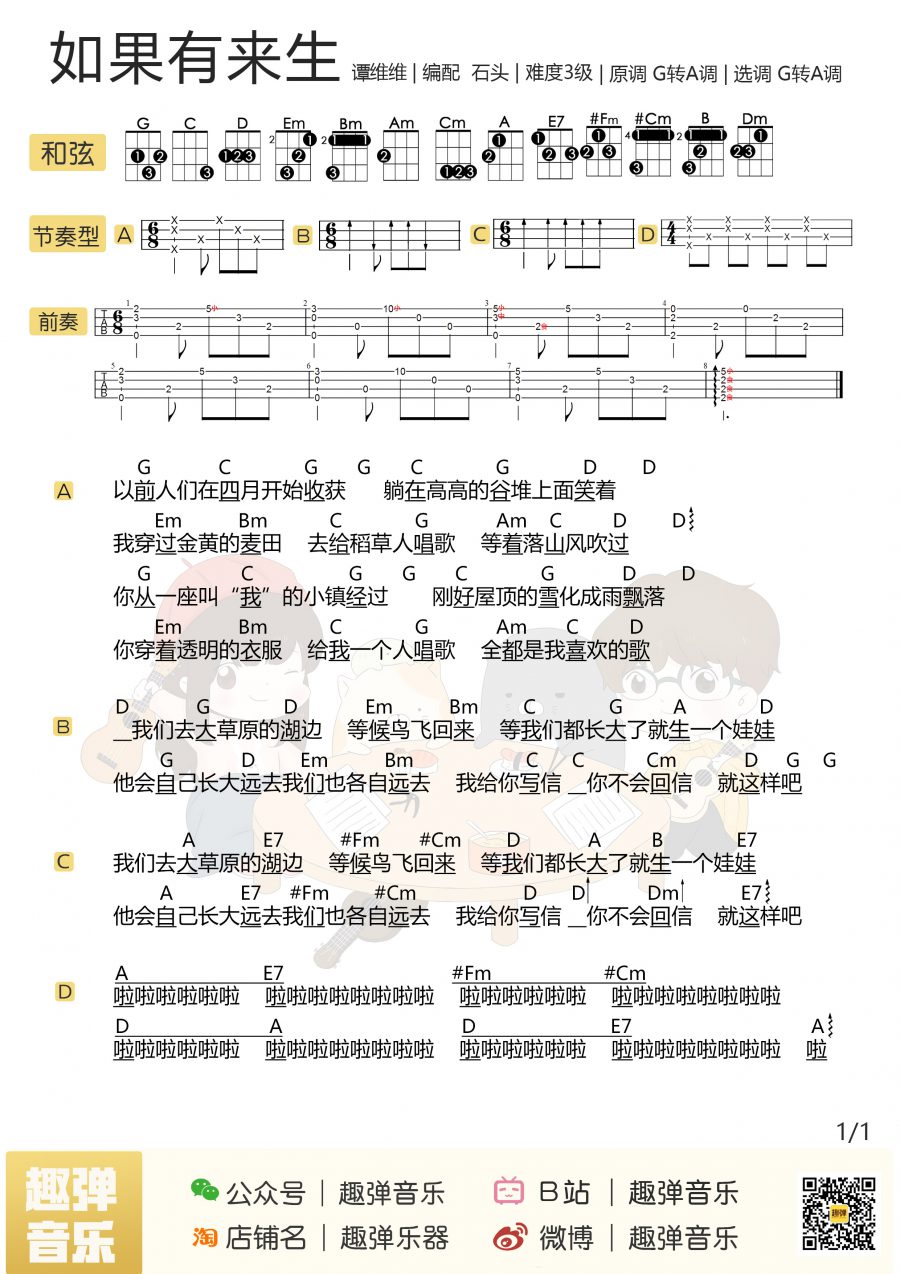 如果有来生 谭维维 | 编配 石头 | 难度3级 | 原调 G转A调 | 选调 G转A调
G C D Em Bm Am Cm A E7 #Fm #Cm B Dm
和弦
节奏型 A B C D
前奏
G C G G C G D D
A 以前人们在四月开始收获 躺在高高的谷堆上面笑着
Em Bm C G Am C D D
我穿过金黄的麦田 去给稻草人唱歌 等着落山风吹过
G C G G C G D D
你从一座叫“我”的小镇经过 刚好屋顶的雪化成雨飘落
Em Bm C G Am C D
你穿着透明的衣服 给我一个人唱歌 全都是我喜欢的歌
D G D Em Bm C G A D
B __我们去大草原的湖边 等候鸟飞回来 等我们都长大了就生一个娃娃
G D Em Bm C C Cm D G G
他会自己长大远去我们也各自远去 我给你写信 __你不会回信 就这样吧
A E7 #Fm #Cm D A B E7
C 我们去大草原的湖边 等候鸟飞回来 等我们都长大了就生一个娃娃
A E7 #Fm #Cm D D Dm E7
他会自己长大远去我们也各自远去 我给你写信 __你不会回信 就这样吧
A E7 #Fm #Cm
D 啦啦啦啦啦啦 啦啦啦啦啦啦啦啦 啦啦啦啦啦啦 啦啦啦啦啦啦啦啦
D A D E7 A
啦啦啦啦啦啦 啦啦啦啦啦啦啦啦 啦啦啦啦啦啦 啦啦啦啦啦啦啦啦 啦
1/1
趣弹音乐
公众号 | 趣弹音乐 B站 | 趣弹音乐
淘 店铺名 | 趣弹乐器 微博 | 趣弹音乐
趣弹